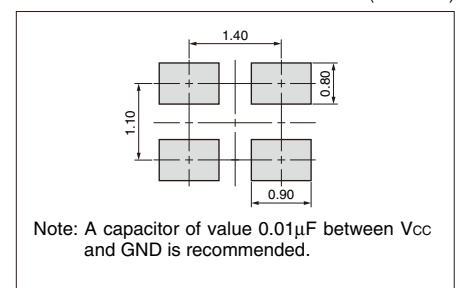 1.40
0.80
1.10
0.90
Note: A capacitor of value 0.01μF between Vcc
and GND is recommended.